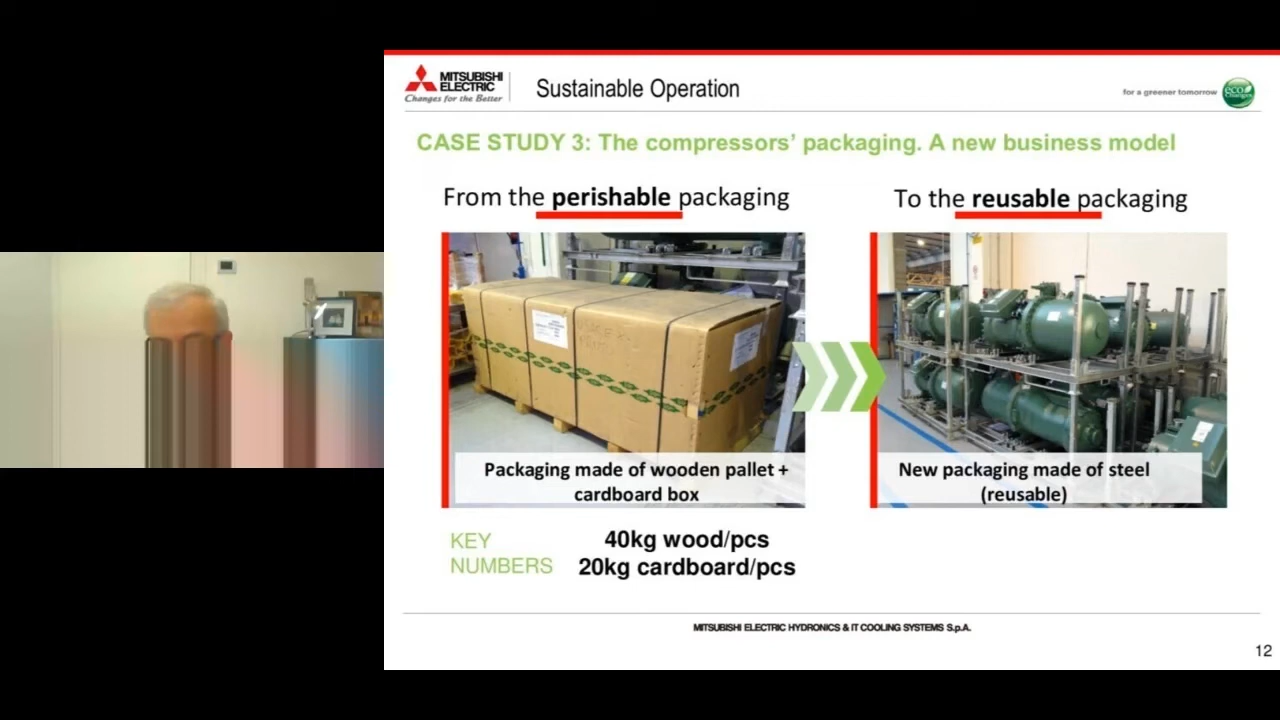 MITSUBISHI
ELECTRIC
Changes for the Better
Sustainable Operation
for a greener tomorrow
eco
Changes
CASE STUDY 3: The compressors' packaging. A new business model
From the perishable packaging
To the reusable packaging
Packaging made of wooden pallet +
cardboard box
New packaging made of steel
(reusable)
KEY
NUMBERS
40kg wood/pcs
20kg cardboard/pcs
MITSUBISHI ELECTRIC HYDRONICS & IT COOLING SYSTEMS S.p.A.
12